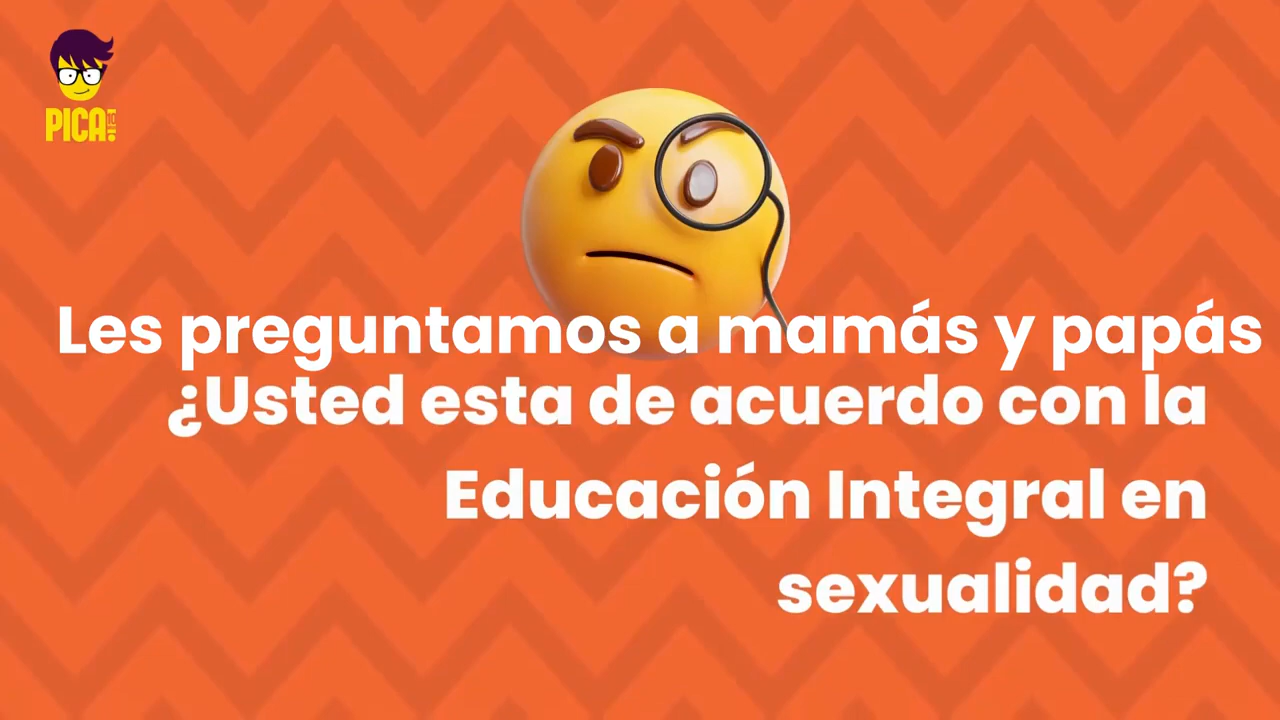 PICA
Les preguntamos a mamás y papás
¿Usted esta de acuerdo con la
Educación Integral en
sexualidad?